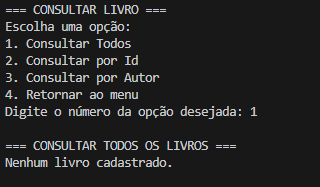 === CONSULTAR LIVRO ===
Escolha uma opção:
1. Consultar Todos
2. Consultar por Id
3. Consultar por Autor
4. Retornar ao menu
Digite o número da opção desejada: 1
=== CONSULTAR TODOS OS LIVROS ===
Nenhum livro cadastrado.